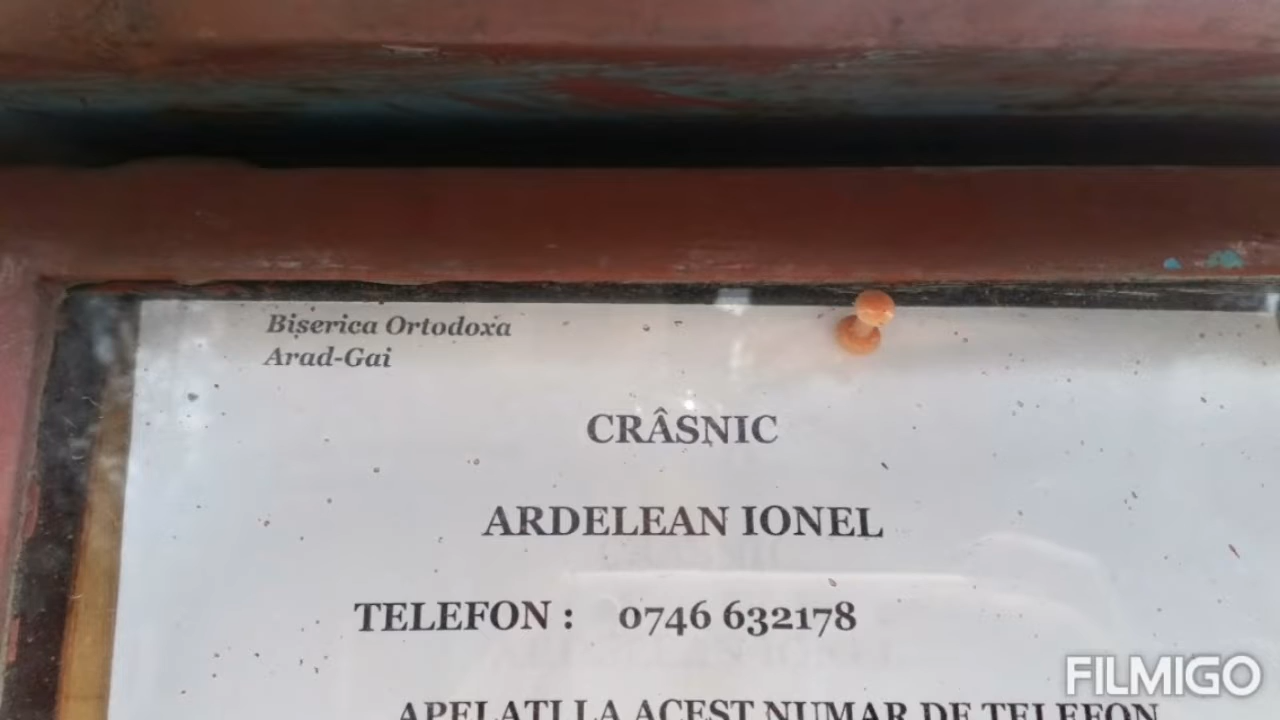 Biserica Ortodoxa
Arad-Gai
CRÂSNIC
ARDELEAN IONEL
TELEFON : 0746 632178
APELATI LA ACEST NUMAR DE TELEFON
FILMIGO